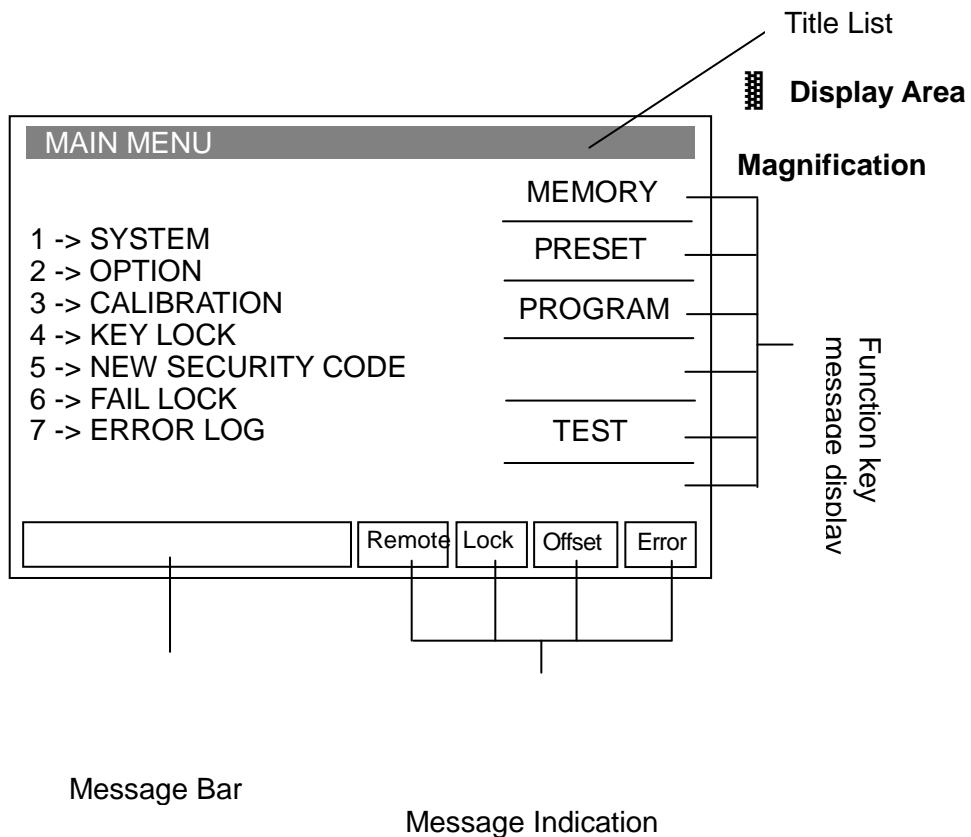 Title List
Display Area
Magnification
MAIN MENU
MEMORY
1 -> SYSTEM
PRESET
2 -> OPTION
3 -> CALIBRATION
PROGRAM
4 -> KEY LOCK
5 -> NEW SECURITY CODE
6 -> FAIL LOCK
7 -> ERROR LOG
TEST
Function key
message display
Remote Lock Offset Error
Message Bar
Message Indication